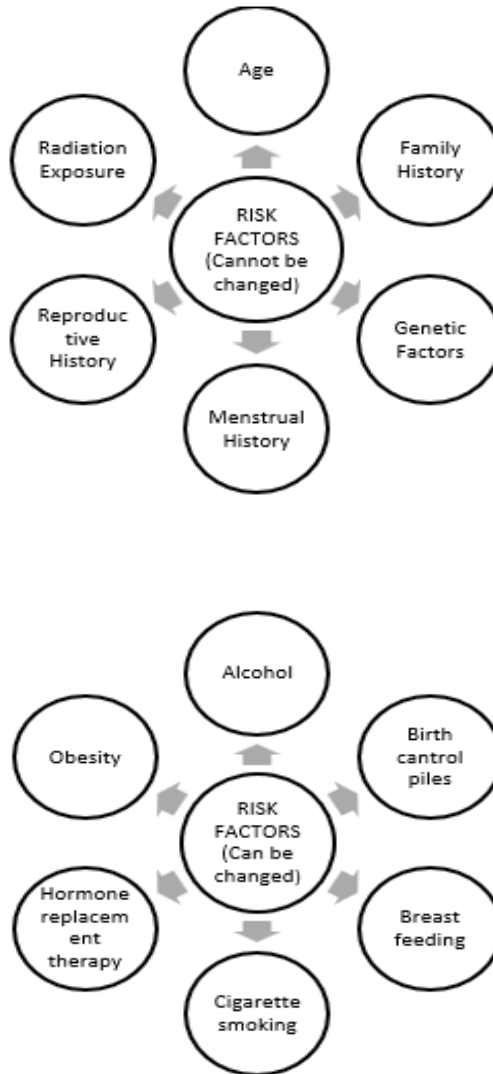 Age
Radiation
Exposure
Family
History
RISK
FACTORS
(Cannot be
changed)
Reproduc
tive
History
Genetic
Factors
Menstrual
History
Alcohol
Obesity
Birth
cantrol
piles
RISK
FACTORS
(Can be
changed)
Hormone
replacem
ent
therapy
Breast
feeding
Cigarette
smoking